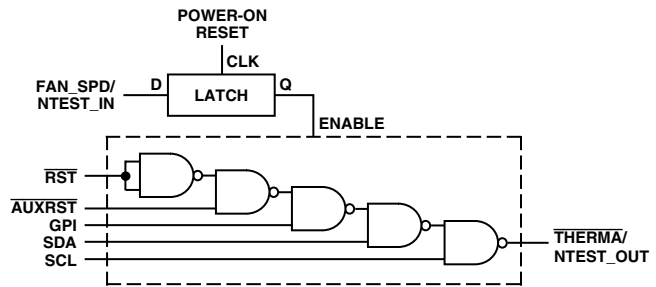 POWER-ON
RESET
CLK
FAN_SPD/
NTEST_IN
D
LATCH
Q
ENABLE
RST
AUXRST
GPI
SDA
SCL
THERMA/
NTEST_OUT